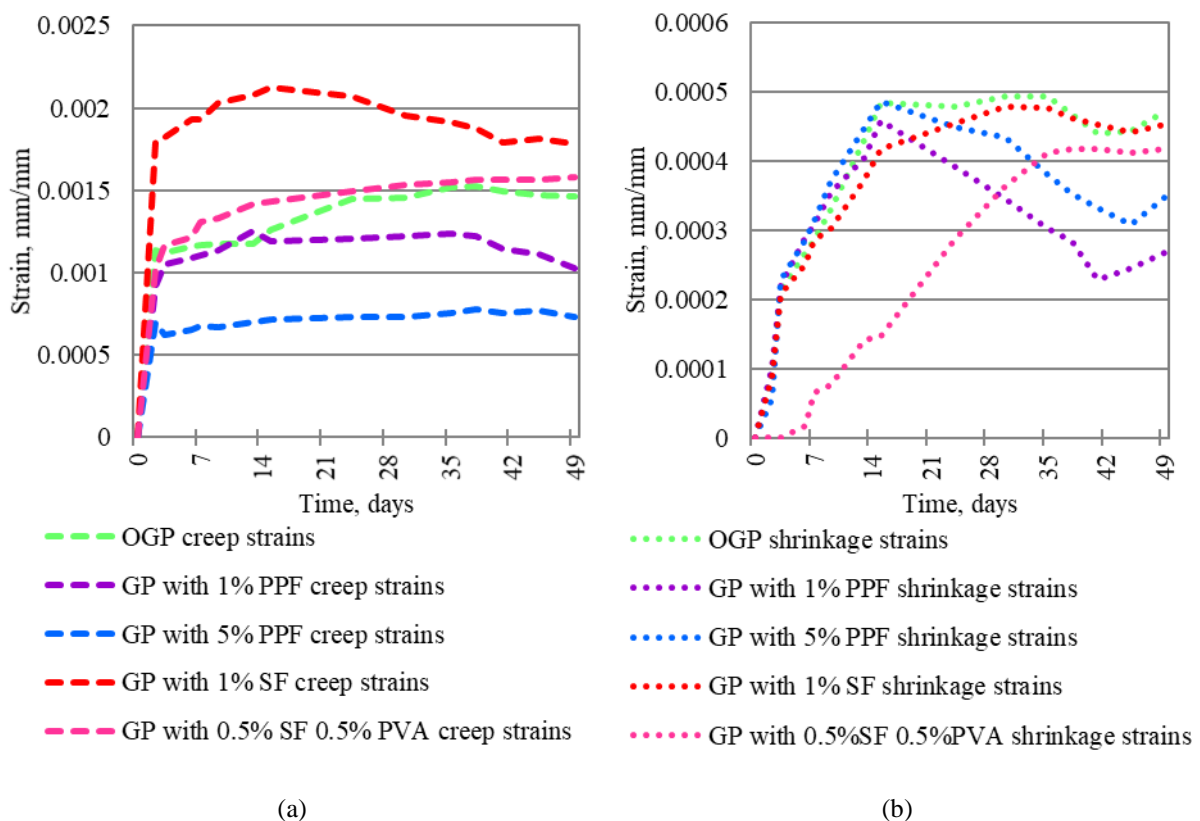 0.0025
0.002
0.0015
0.001
0.0005
0
Strain, mm/mm
0 7 14 21 28 35 42 49
Time, days
OGP creep strains
GP with 1% PPF creep strains
GP with 5% PPF creep strains
GP with 1% SF creep strains
GP with 0.5% SF 0.5% PVA creep strains
(a)
0.0006
0.0005
0.0004
0.0003
0.0002
0.0001
0
Strain, mm/mm
0 7 14 21 28 35 42 49
Time, days
OGP shrinkage strains
GP with 1% PPF shrinkage strains
GP with 5% PPF shrinkage strains
GP with 1% SF shrinkage strains
GP with 0.5%SF 0.5%PVA shrinkage strains
(b)